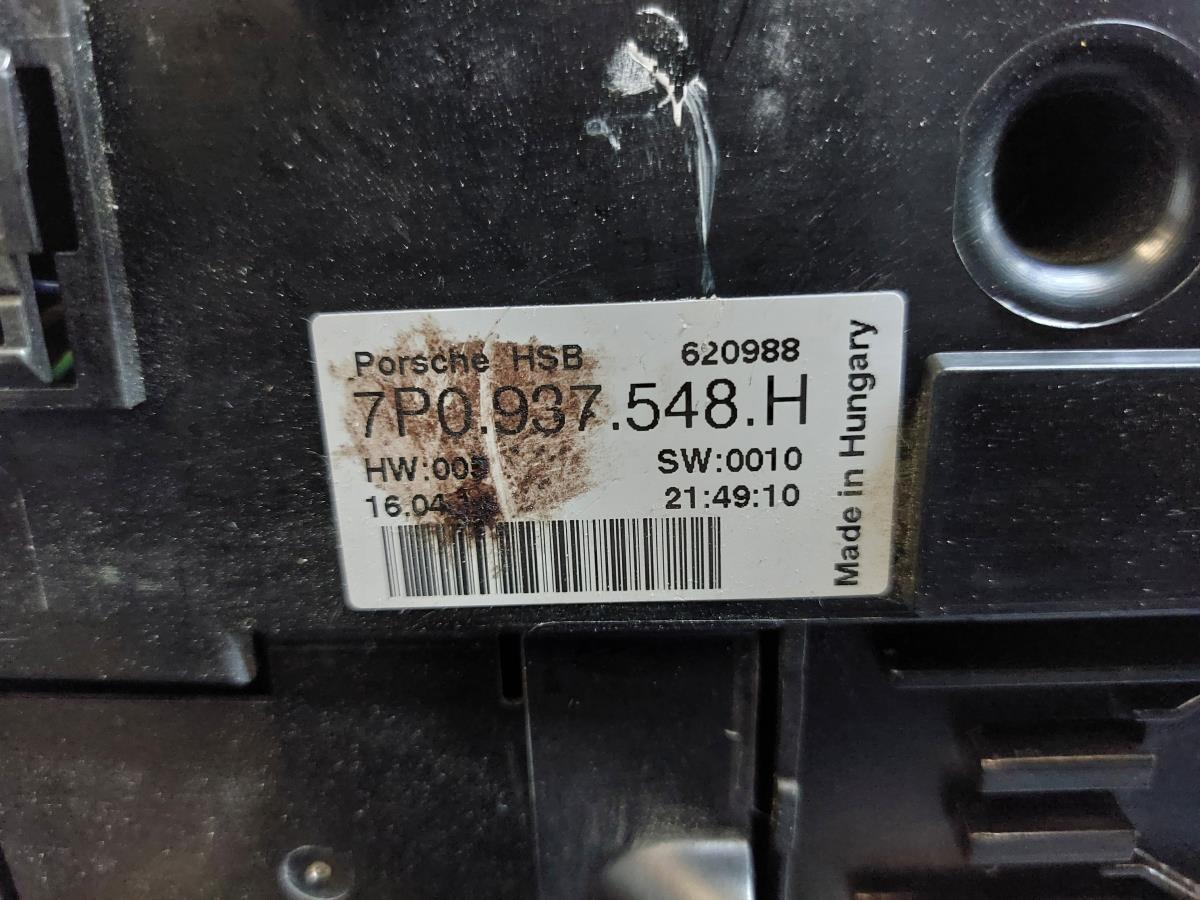 Porsche HSB 620988
7P0.937.548.H
HW:005 SW:0010
16.04 21:49:10
Made in Hungary